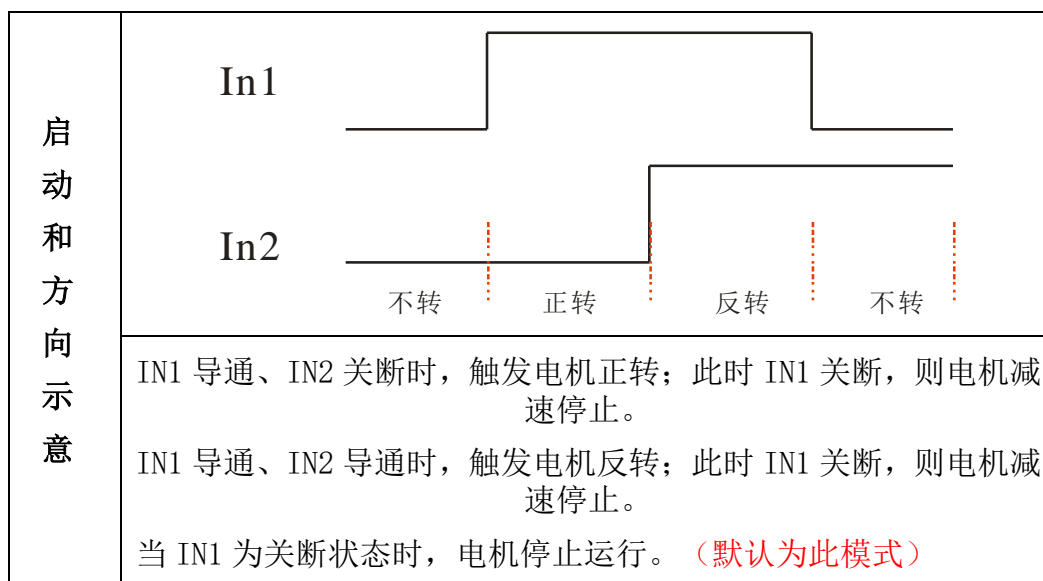 启
动
和
方
向
示
意
In1
In2
不转 正转 反转 不转
IN1 导通、IN2 关断时，触发电机正转；此时 IN1 关断，则电机减
速停止。
IN1 导通、IN2 导通时，触发电机反转；此时 IN1 关断，则电机减
速停止。
当 IN1 为关断状态时，电机停止运行。（默认为此模式）